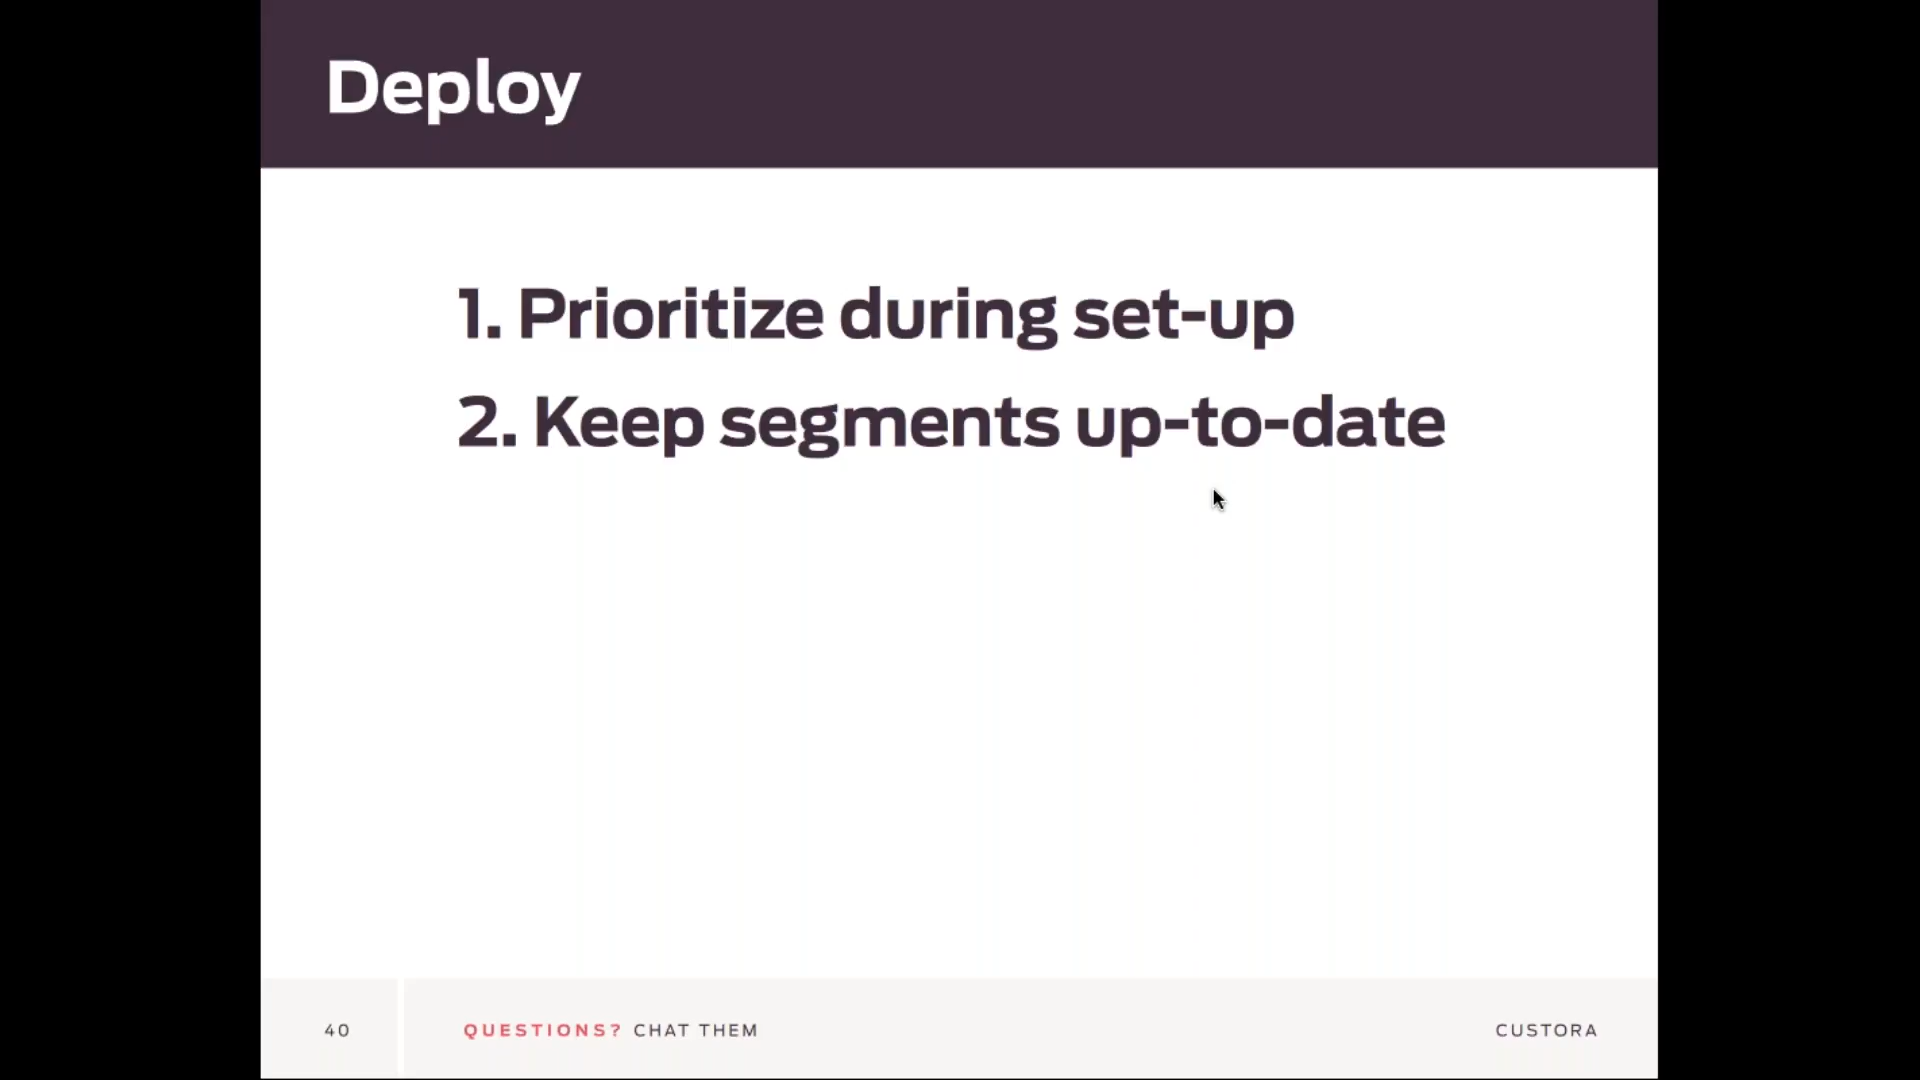 Deploy
1. Prioritize during set-up
2. Keep segments up-to-date
40
QUESTIONS? CHAT THEM
CUSTORA